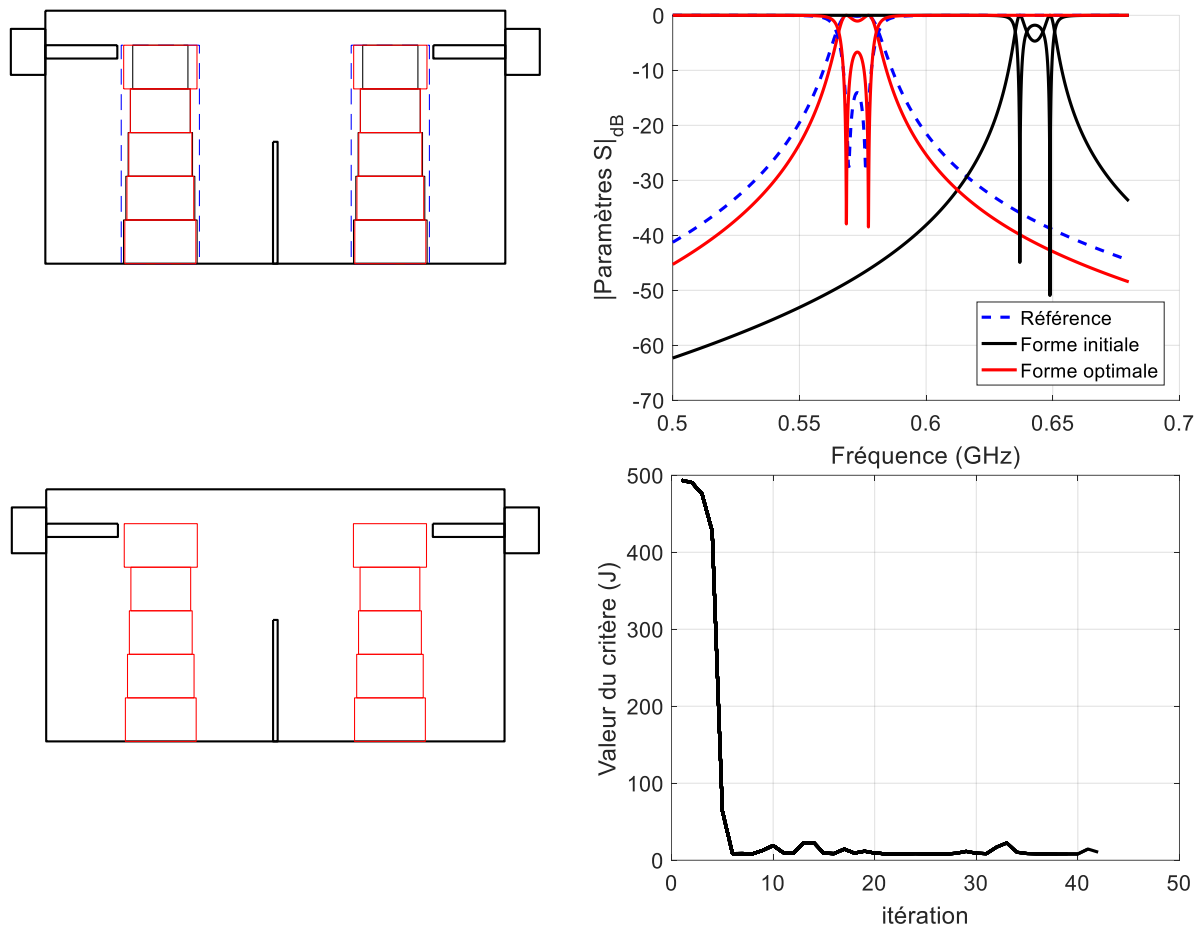 0
-10
-20
-30
-40
-50
-60
-70
|Paramètres S|dB
Référence
Forme initiale
Forme optimale
0.5 0.55 0.6 0.65 0.7
Fréquence (GHz)
500
400
300
200
100
0
Valeur du critère (J)
0 10 20 30 40 50
itération